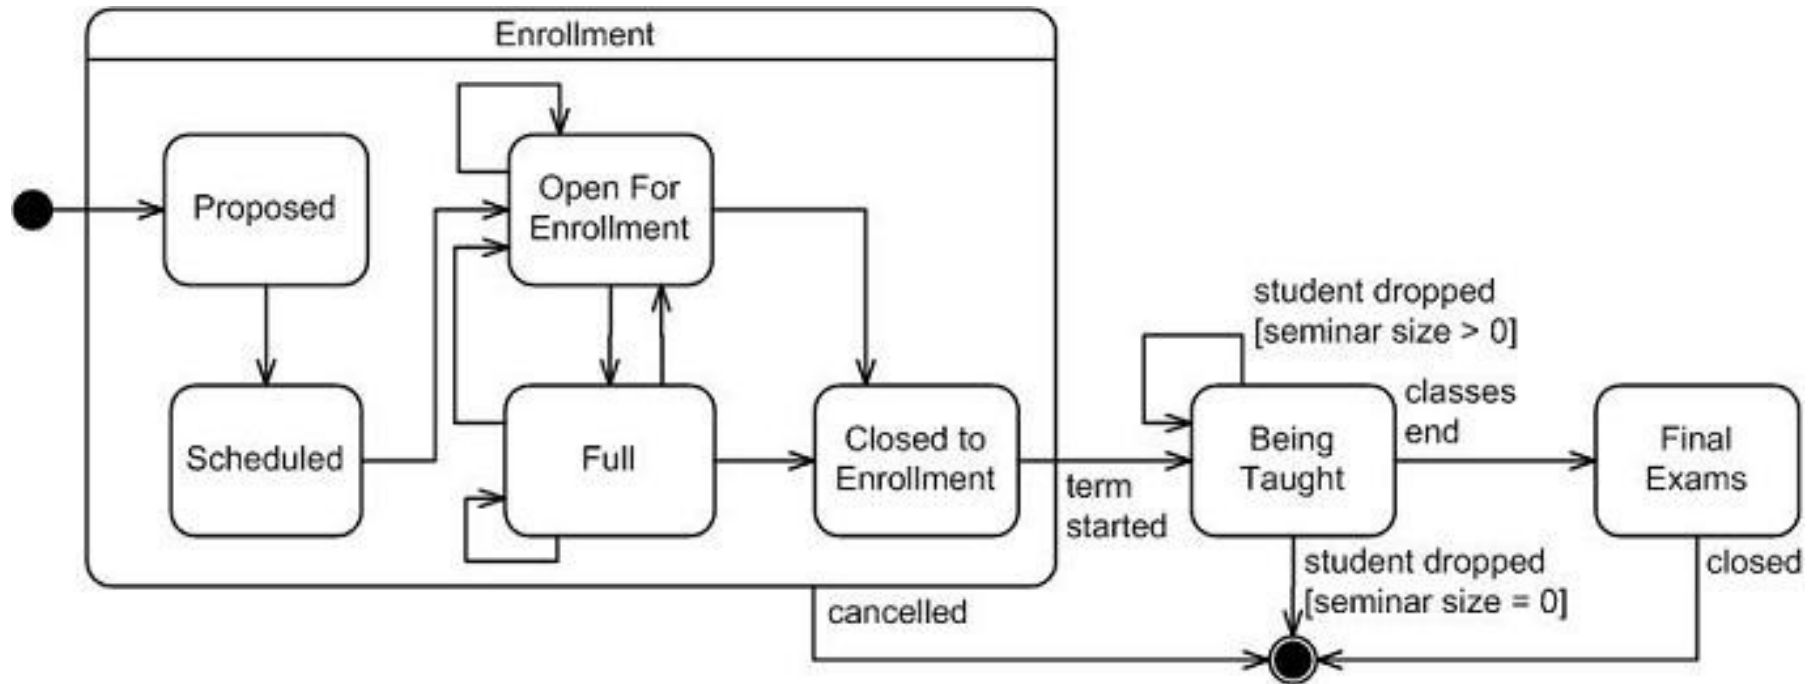 Enrollment
Proposed
Open For
Enrollment
Scheduled
Full
Closed to
Enrollment
term
started
student dropped
[seminar size > 0]
Being
Taught
classes
end
Final
Exams
student dropped
[seminar size = 0]
closed
cancelled